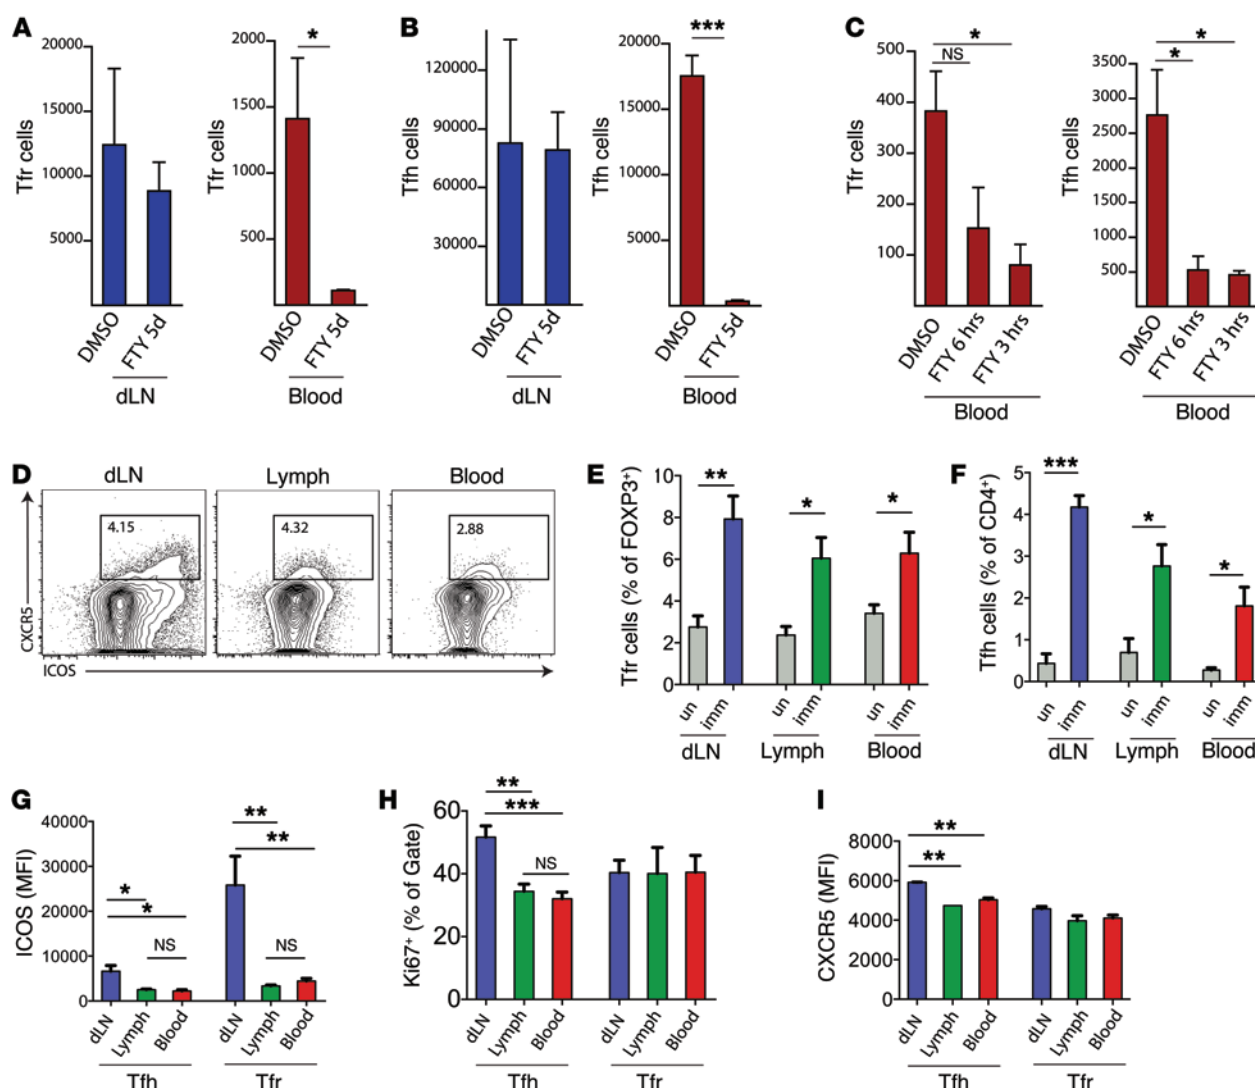 A
Tfr cells
20000
15000
10000
5000
DMSO
FTY 5d
dLN
Tfr cells
2000
1500
1000
500
*
DMSO
FTY 5d
Blood
B
Tfh cells
120000
90000
60000
30000
DMSO
FTY 5d
dLN
Tfh cells
20000
15000
10000
5000
***
DMSO
FTY 5d
Blood
C
Tfr cells
500
400
300
200
100
*
NS
DMSO
FTY 6 hrs
FTY 3 hrs
Blood
Tfh cells
3500
3000
2500
2000
1500
1000
500
*
*
DMSO
FTY 6 hrs
FTY 3 hrs
Blood
D
dLN
Lymph
Blood
4.15
4.32
2.88
CXCR5
ICOS
E
Tfr cells (% of FOXP3+)
10
8
6
4
2
0
**
*
*
un
imm
un
imm
un
imm
dLN
Lymph
Blood
F
Tfh cells (% of CD4+)
5
4
3
2
1
0
***
*
*
un
imm
un
imm
un
imm
dLN
Lymph
Blood
G
ICOS (MFI)
40000
30000
20000
10000
0
*
*
NS
**
**
NS
dLN
Lymph
Blood
dLN
Lymph
Blood
Tfh
Tfr
H
Ki67+ (% of Gate)
60
40
20
0
**
***
NS
dLN
Lymph
Blood
dLN
Lymph
Blood
Tfh
Tfr
I
CXCR5 (MFI)
8000
6000
4000
2000
0
**
**
dLN
Lymph
Blood
dLN
Lymph
Blood
Tfh
Tfr